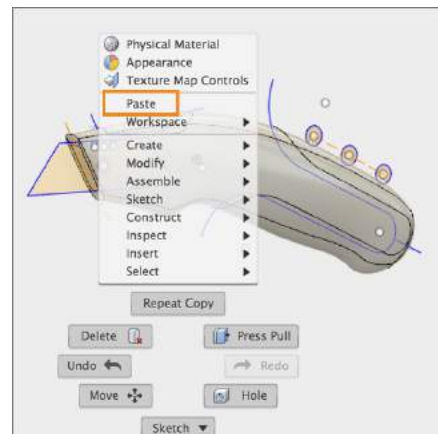 Physical Material
Appearance
Texture Map Controls
Paste
Workspace
Create
Modify
Assemble
Sketch
Construct
Inspect
Insert
Select
Repeat Copy
Delete
Press Pull
Undo
Redo
Move
Hole
Sketch